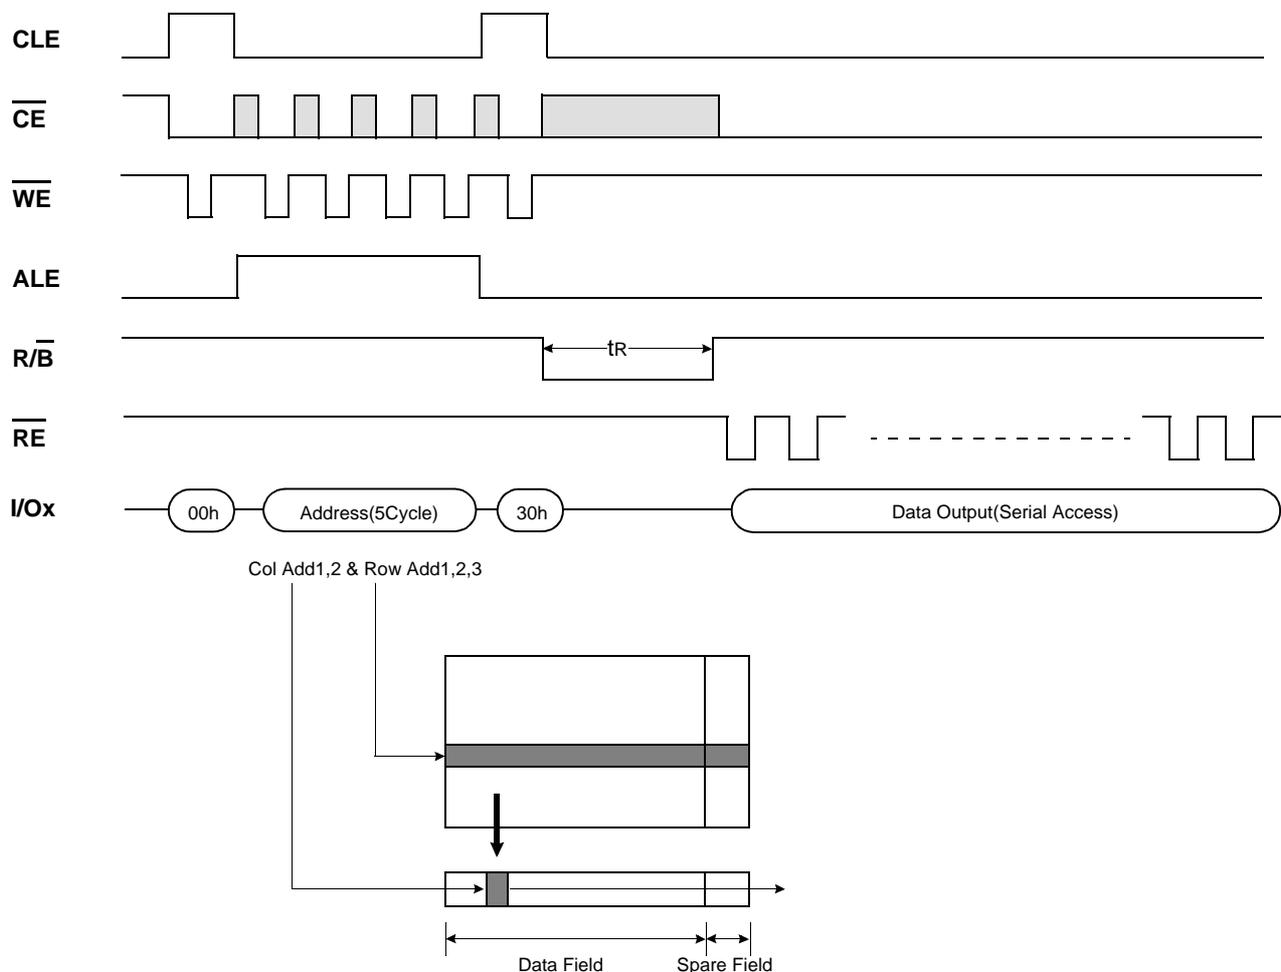 CLE
CE
WE
ALE
R/B
tR
RE
I/Ox
00h
Address(5Cycle)
30h
Data Output(Serial Access)
Col Add1,2 & Row Add1,2,3
Data Field
Spare Field